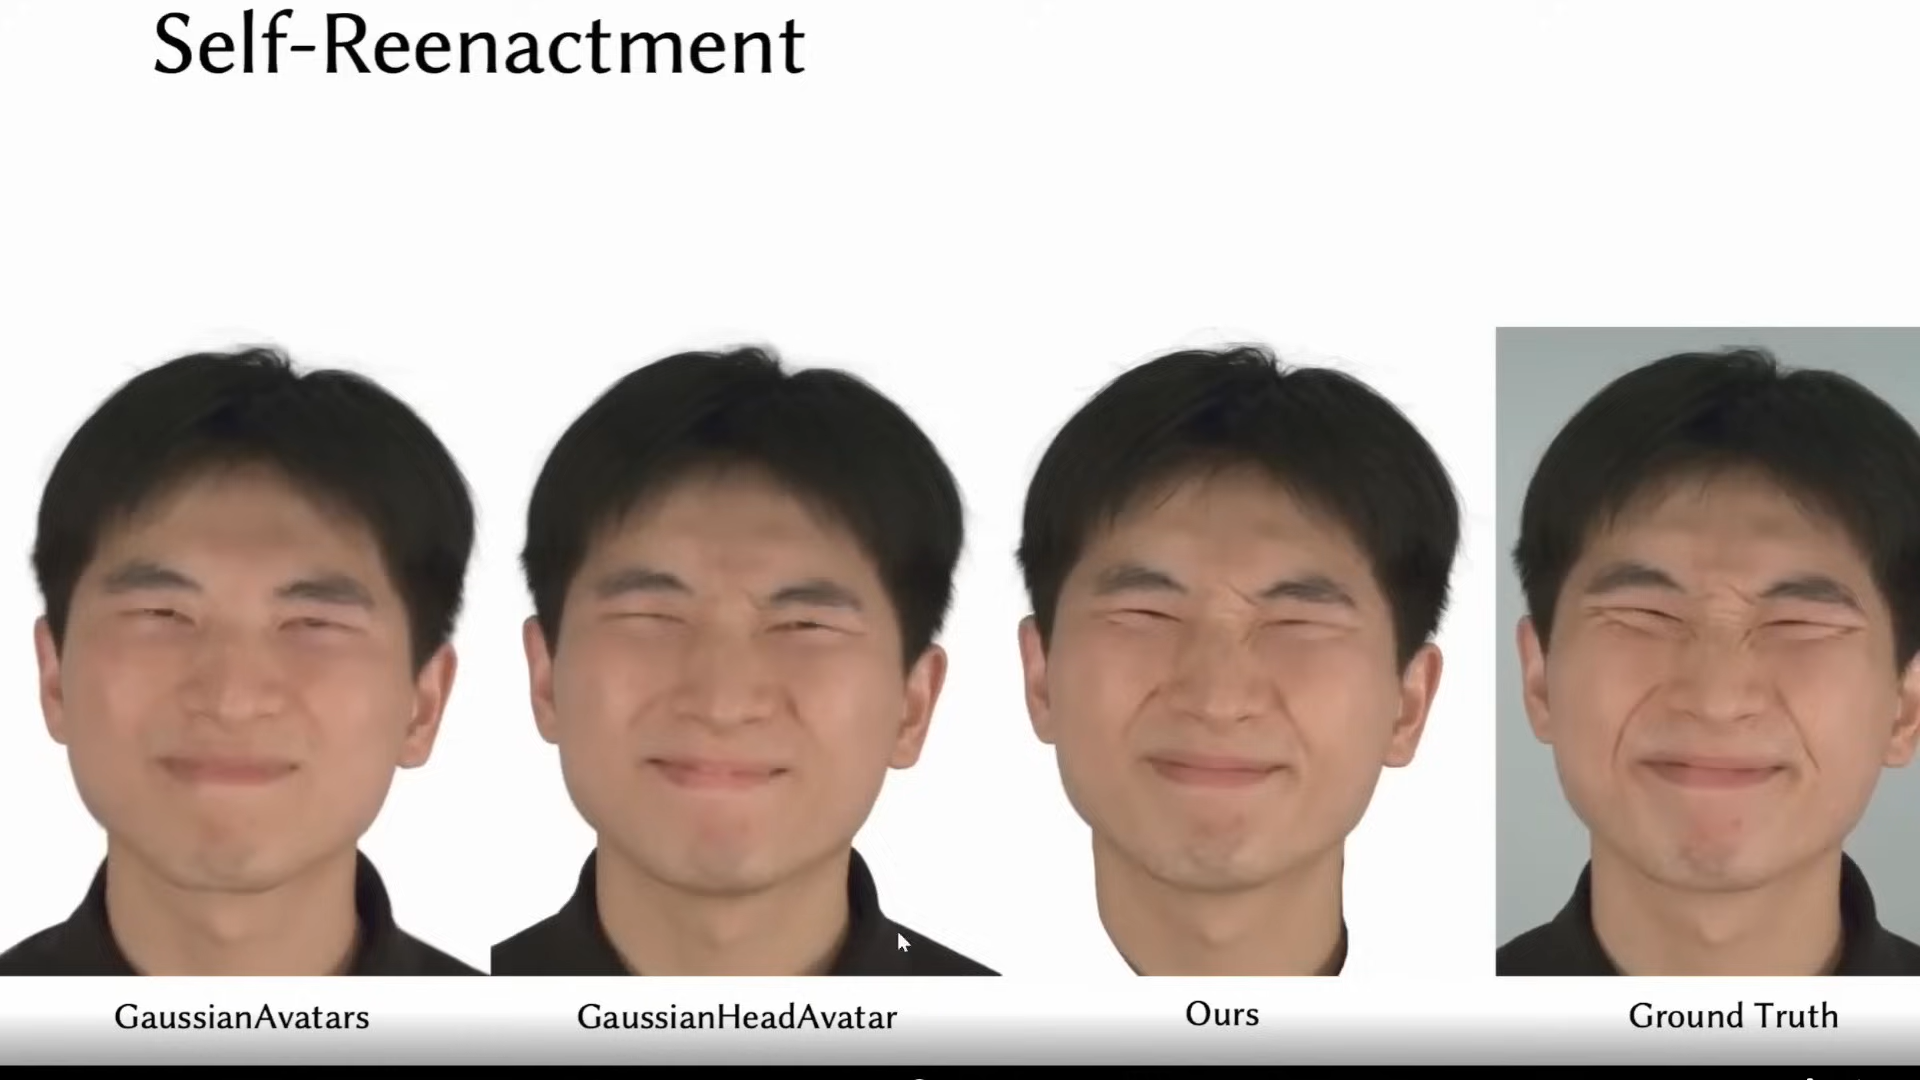 Self-Reenactment
GaussianAvatars
GaussianHeadAvatar
Ours
Ground Truth